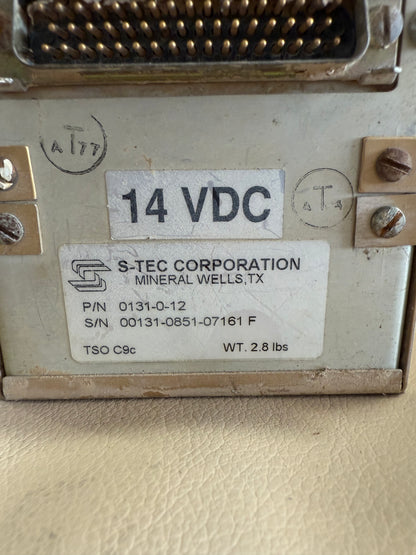 AT77
14 VDC
AT4
S-TEC CORPORATION
MINERAL WELLS, TX
P/N 0131-0-12
S/N 00131-0851-07161 F
TSO C9c WT. 2.8 lbs